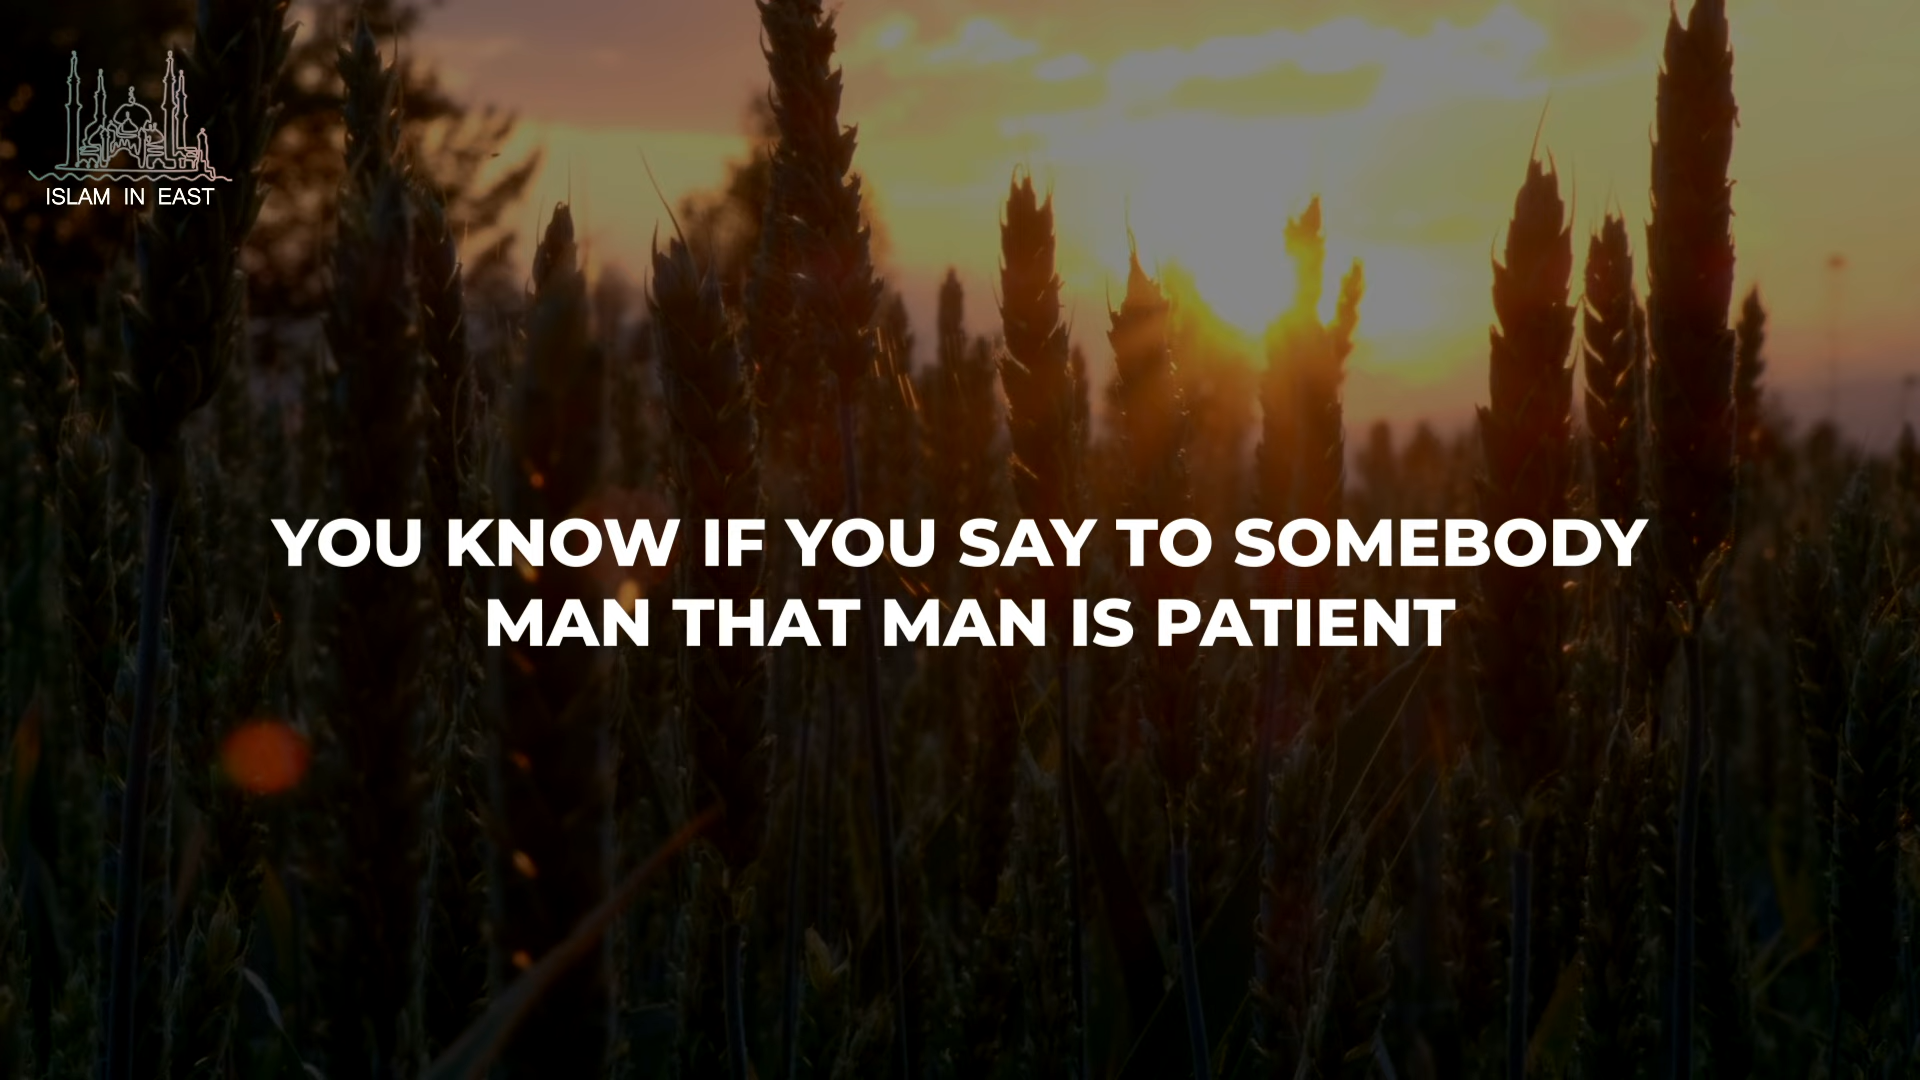 ISLAM IN EAST
YOU KNOW IF YOU SAY TO SOMEBODY
MAN THAT MAN IS PATIENT